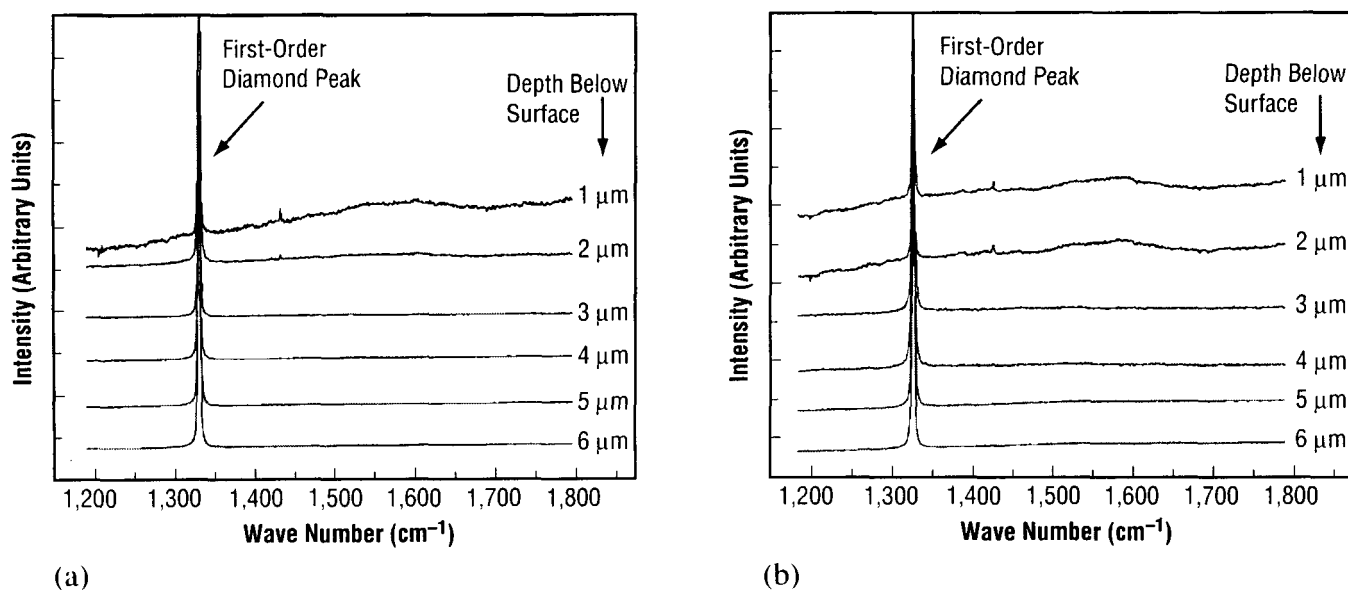 First-Order
Diamond Peak
Depth Below
Surface
1 μm
2 μm
3 μm
4 μm
5 μm
6 μm
Intensity (Arbitrary Units)
1,200 1,300 1,400 1,500 1,600 1,700 1,800
Wave Number (cm⁻¹)
(a)
First-Order
Diamond Peak
Depth Below
Surface
1 μm
2 μm
3 μm
4 μm
5 μm
6 μm
Intensity (Arbitrary Units)
1,200 1,300 1,400 1,500 1,600 1,700 1,800
Wave Number (cm⁻¹)
(b)